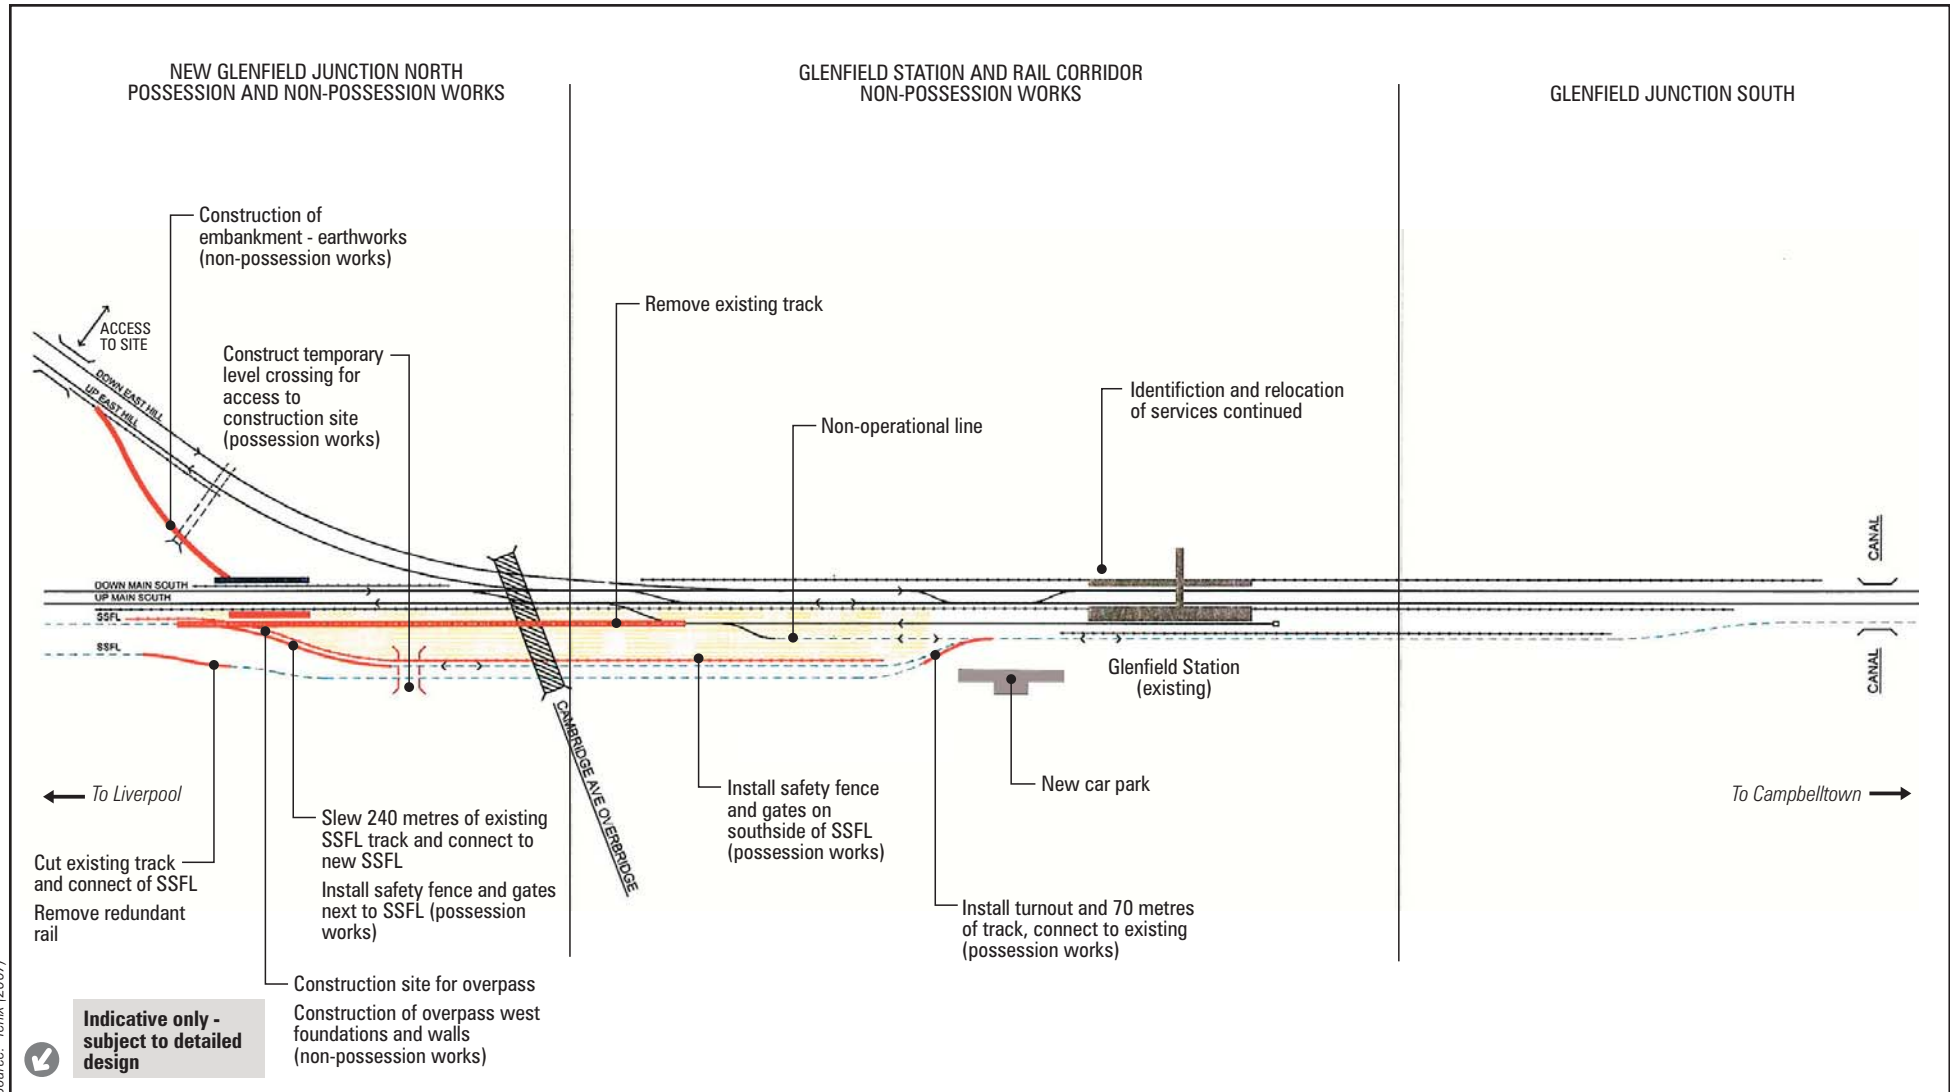 NEW GLENFIELD JUNCTION NORTH
POSSESSION AND NON-POSSESSION WORKS
GLENFIELD STATION AND RAIL CORRIDOR
NON-POSSESSION WORKS
GLENFIELD JUNCTION SOUTH
Construction of
embankment - earthworks
(non-possession works)
ACCESS
TO SITE
DOWN EAST HILL
UP EAST HILL
Construct temporary
level crossing for
access to
construction site
(possession works)
Remove existing track
Non-operational line
Identifiction and relocation
of services continued
CANAL
DOWN MAIN SOUTH
UP MAIN SOUTH
SSFL
SSFL
CAMBRIDGE AVE OVERBRIDGE
Glenfield Station
(existing)
CANAL
To Liverpool
To Campbelltown
Cut existing track
and connect of SSFL
Remove redundant
rail
Slew 240 metres of existing
SSFL track and connect to
new SSFL
Install safety fence and gates
next to SSFL (possession
works)
Install safety fence
and gates on
southside of SSFL
(possession works)
New car park
Install turnout and 70 metres
of track, connect to existing
(possession works)
Construction site for overpass
Construction of overpass west
foundations and walls
(non-possession works)
Indicative only -
subject to detailed
design